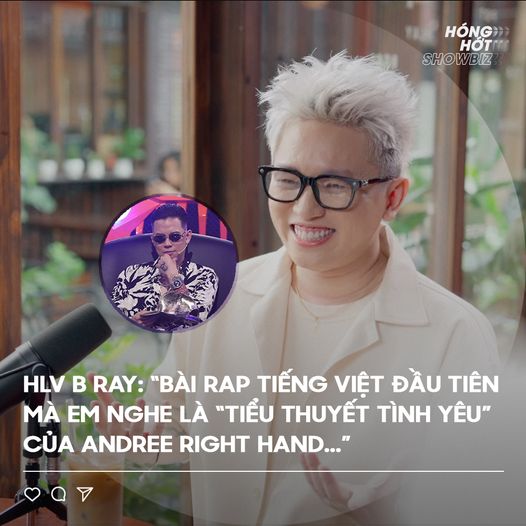 HÓNG
HỚT
SHOWBIZ
HLV B RAY: “BÀI RAP TIẾNG VIỆT ĐẦU TIÊN
MÀ EM NGHE LÀ “TIỂU THUYẾT TÌNH YÊU”
CỦA ANDREE RIGHT HAND...”